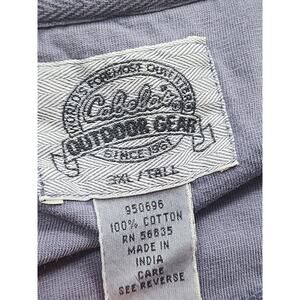 WORLD'S FOREMOST OUTFITTER
Cabela's
OUTDOOR GEAR
SINCE 1961
3XL / TALL
950696
100% COTTON
RN 56835
MADE IN
INDIA
CARE
SEE REVERSE